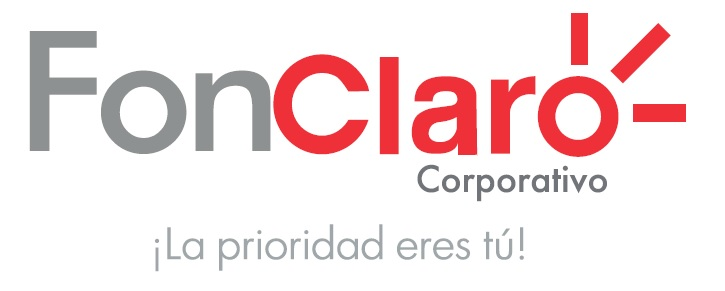 FonClaro
Corporativo
¡La prioridad eres tú!